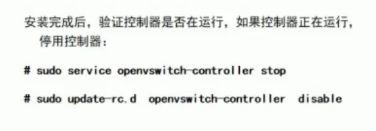 安装完成后，验证控制器是否在运行，如果控制器正在运行，
停用控制器：
# sudo service openvswitch-controller stop
# sudo update-rc.d openvswitch-controller disable